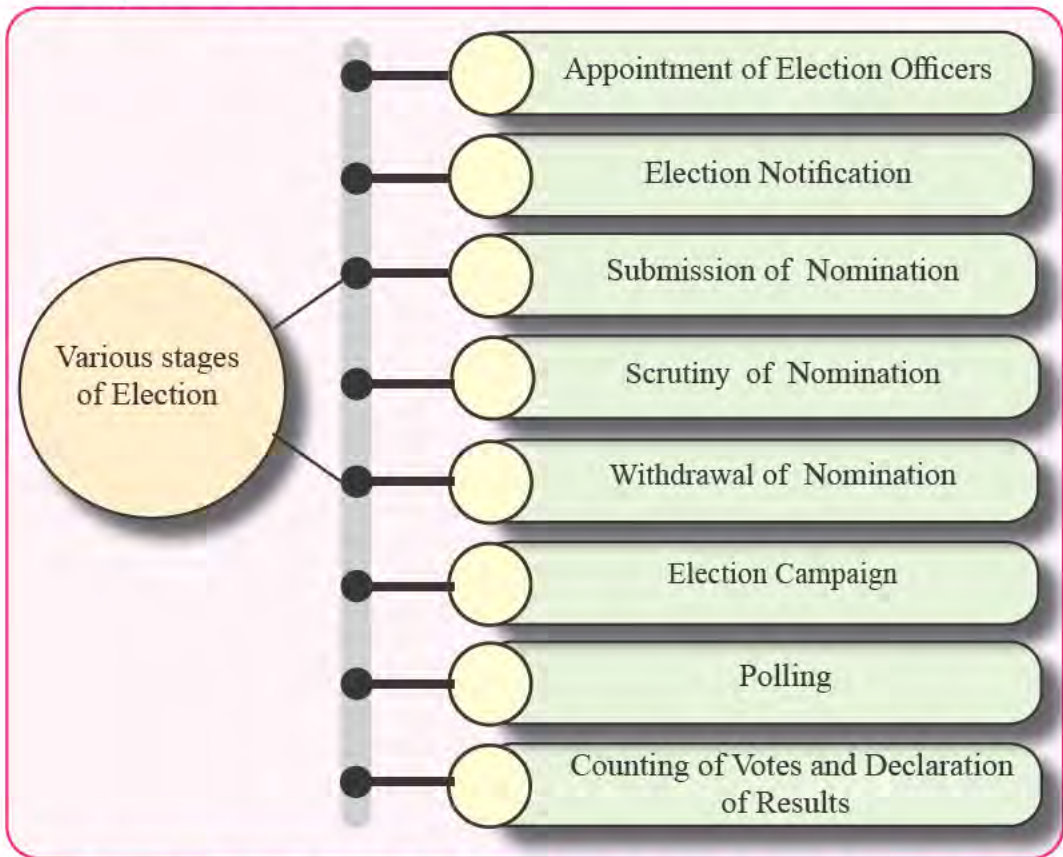 Various stages
of Election
Appointment of Election Officers
Election Notification
Submission of Nomination
Scrutiny of Nomination
Withdrawal of Nomination
Election Campaign
Polling
Counting of Votes and Declaration
of Results